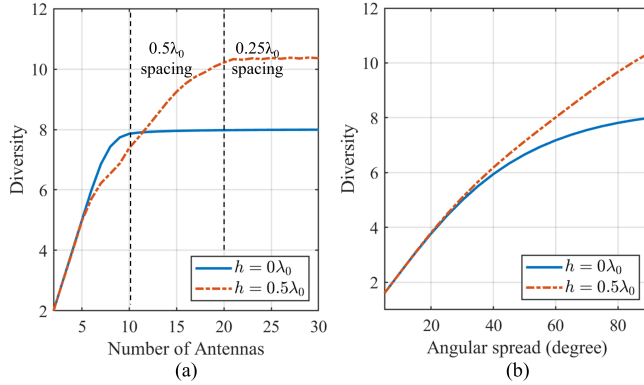 12
10
8
6
4
2
Diversity
0.5λ₀
spacing
0.25λ₀
spacing
h = 0λ₀
h = 0.5λ₀
5 10 15 20 25 30
Number of Antennas
(a)
10
8
6
4
2
Diversity
h = 0λ₀
h = 0.5λ₀
20 40 60 80
Angular spread (degree)
(b)